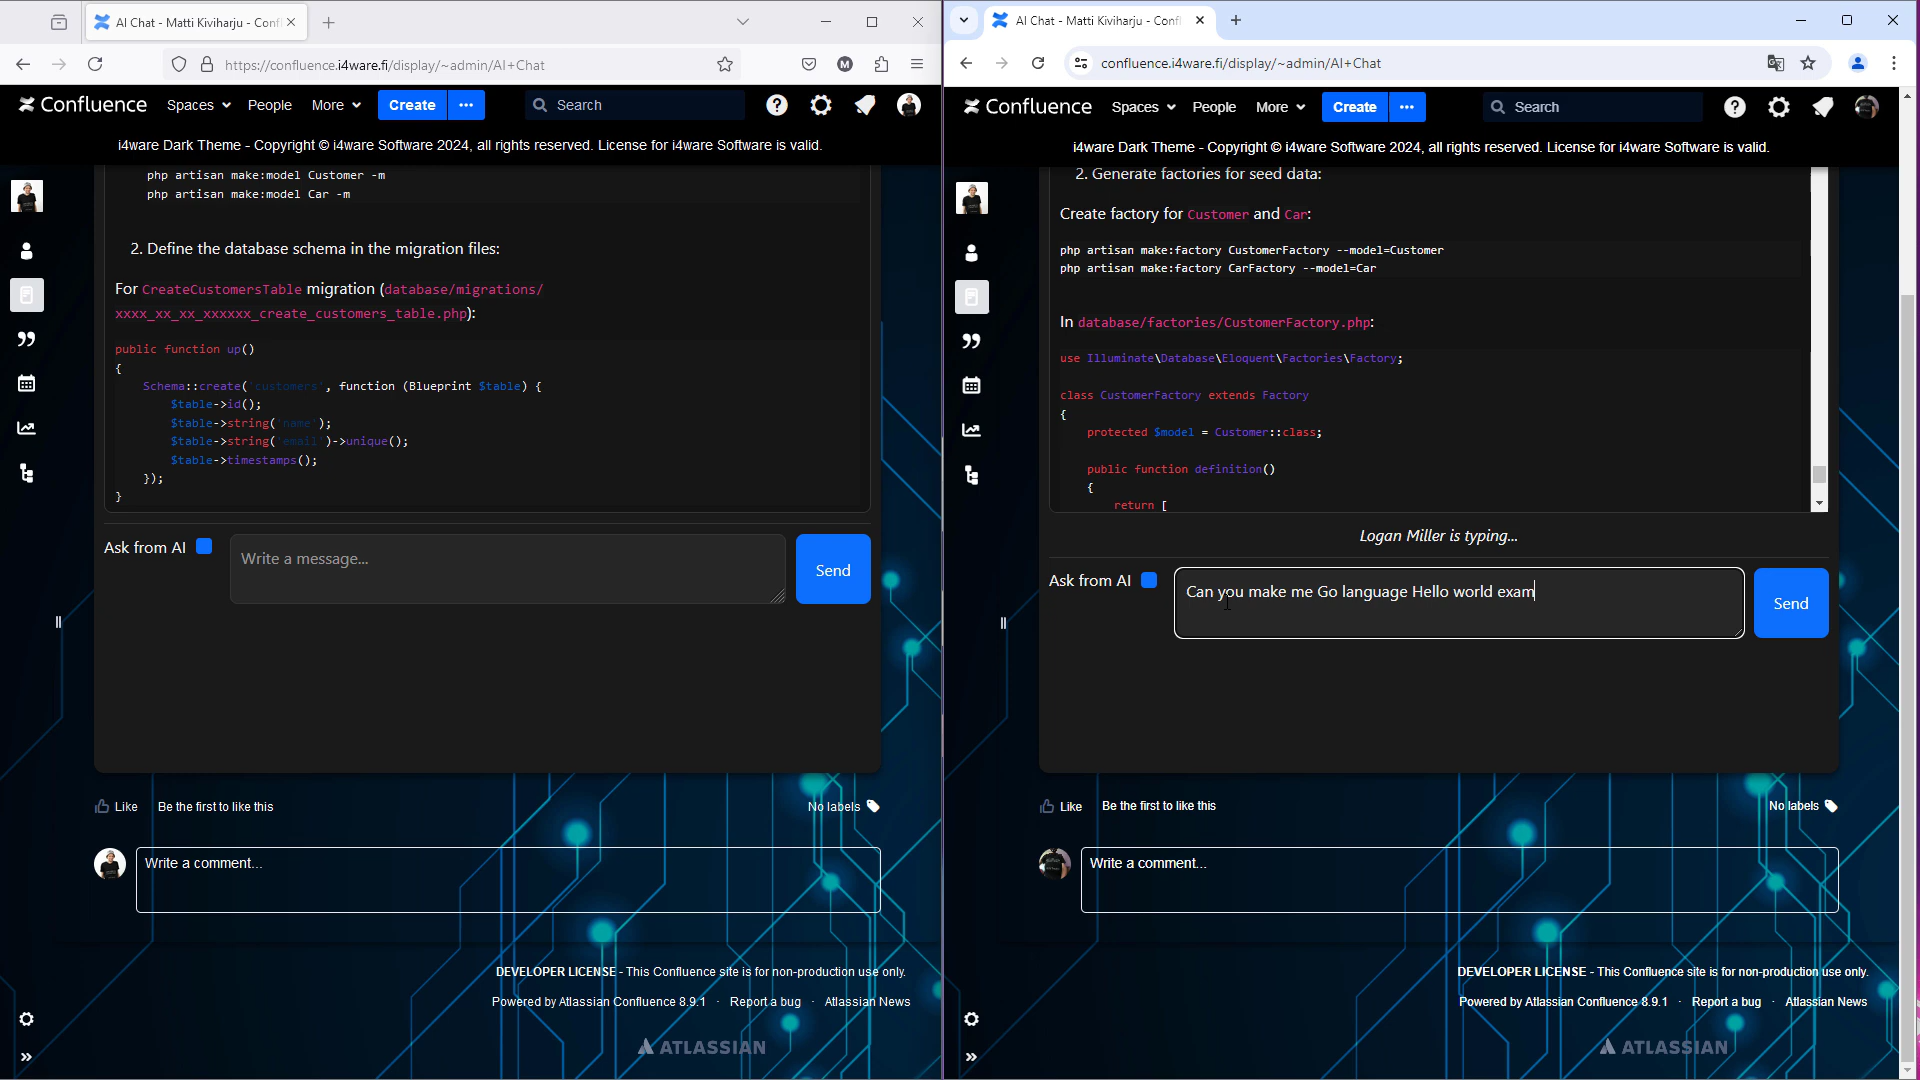 AI Chat - Matti Kiviharju - Conf
https://confluence.i4ware.fi/display/~admin/AI+Chat
Confluence
Spaces
People
More
Create
Search
i4ware Dark Theme - Copyright © i4ware Software 2024, all rights reserved. License for i4ware Software is valid.
php artisan make:model Customer -m
php artisan make:model Car -m
2. Define the database schema in the migration files:
For CreateCustomersTable migration (database/migrations/
xxxx_xx_xx_xxxxxx_create_customers_table.php):
public function up()
{
Schema::create('customers', function (Blueprint $table) {
$table->id();
$table->string('name');
$table->string('email')->unique();
$table->timestamps();
});
}
Ask from AI
Write a message...
Send
Like
Be the first to like this
No labels
Write a comment...
DEVELOPER LICENSE - This Confluence site is for non-production use only.
Powered by Atlassian Confluence 8.9.1 · Report a bug · Atlassian News
ATLASSIAN
AI Chat - Matti Kiviharju - Conf
confluence.i4ware.fi/display/~admin/AI+Chat
Confluence
Spaces
People
More
Create
Search
i4ware Dark Theme - Copyright © i4ware Software 2024, all rights reserved. License for i4ware Software is valid.
2. Generate factories for seed data:
Create factory for Customer and Car:
php artisan make:factory CustomerFactory --model=Customer
php artisan make:factory CarFactory --model=Car
In database/factories/CustomerFactory.php:
use Illuminate\Database\Eloquent\Factories\Factory;
class CustomerFactory extends Factory
{
protected $model = Customer::class;
public function definition()
{
return [
Logan Miller is typing...
Ask from AI
Can you make me Go language Hello world exam
Send
Like
Be the first to like this
No labels
Write a comment...
DEVELOPER LICENSE - This Confluence site is for non-production use only.
Powered by Atlassian Confluence 8.9.1 · Report a bug · Atlassian News
ATLASSIAN